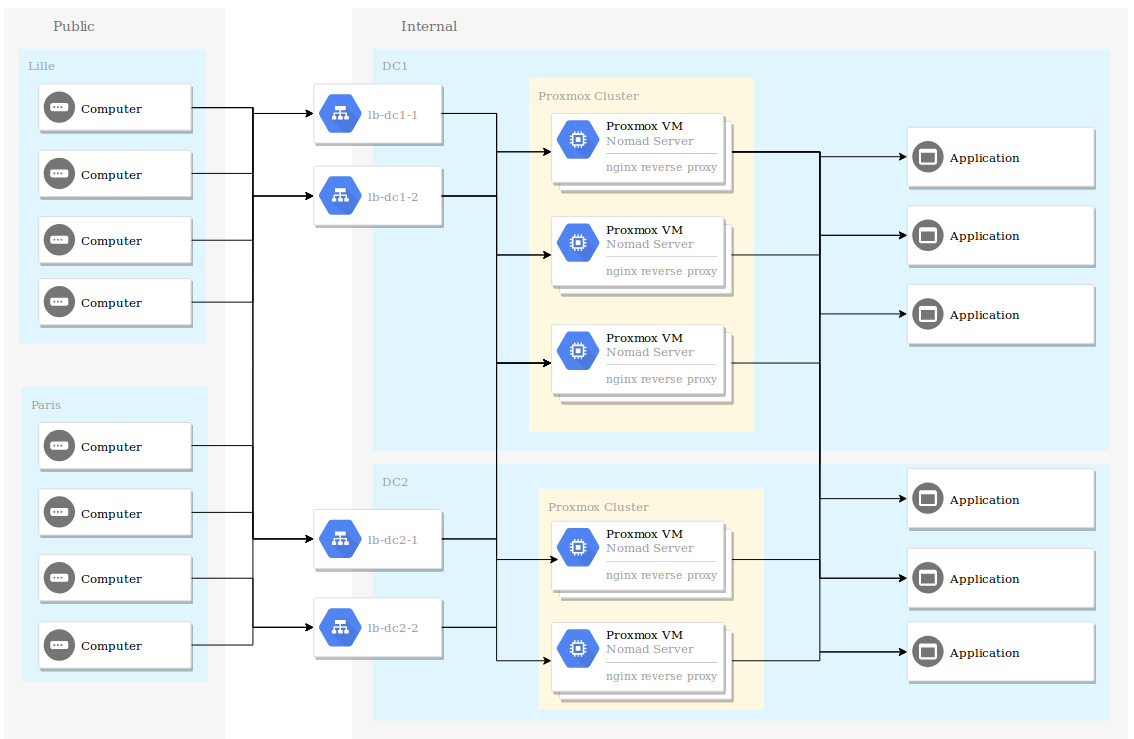 Public
Lille
Computer
Computer
Computer
Computer
Paris
Computer
Computer
Computer
Computer
Internal
DC1
lb-dc1-1
lb-dc1-2
Proxmox Cluster
Proxmox VM
Nomad Server
nginx reverse proxy
Proxmox VM
Nomad Server
nginx reverse proxy
Proxmox VM
Nomad Server
nginx reverse proxy
Application
Application
Application
DC2
lb-dc2-1
lb-dc2-2
Proxmox Cluster
Proxmox VM
Nomad Server
nginx reverse proxy
Proxmox VM
Nomad Server
nginx reverse proxy
Application
Application
Application